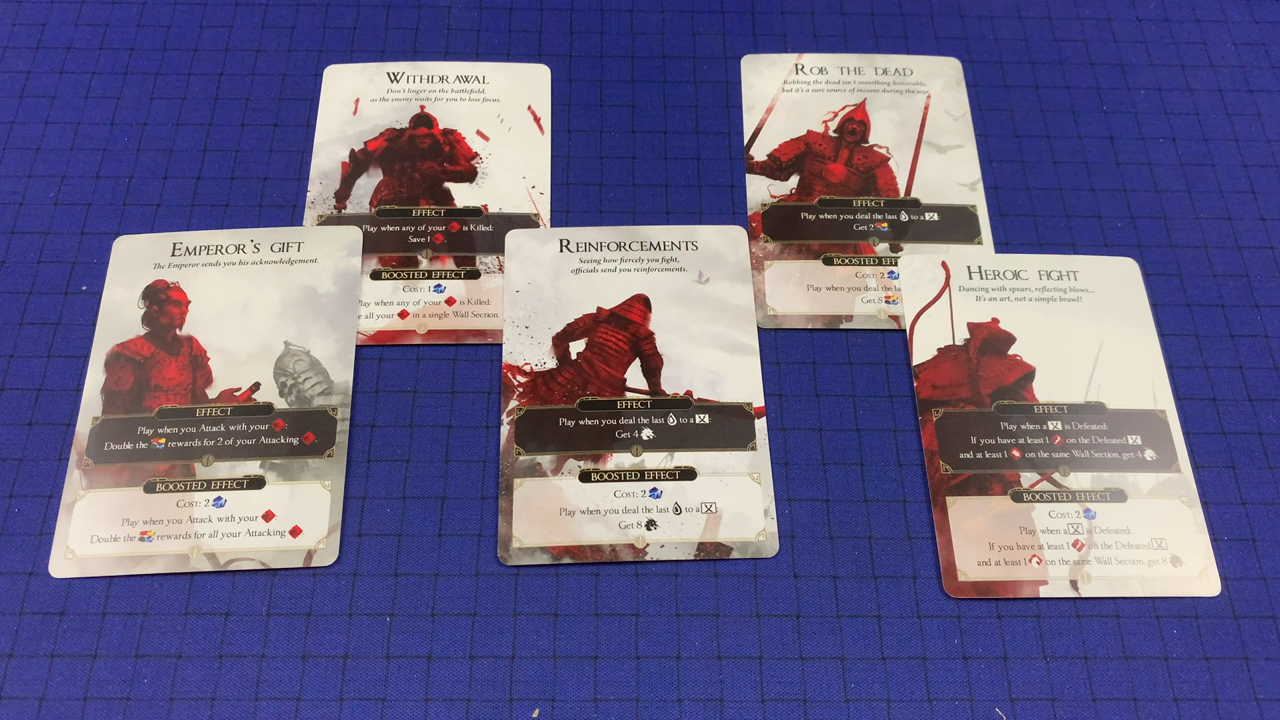 WITHDRAWAL
Don't linger on the battlefield,
as the enemy waits for you to lose focus.
EFFECT
Play when any of your is Killed:
Save 1
BOOSTED EFFECT
Cost: 1
Play when any of your is Killed:
all your in a single Wall Section.
ROB THE DEAD
Robbing the dead isn't something honorable,
but it's a sure source of income during the war.
EFFECT
Play when you deal the last to a :
Get 2
BOOSTED
Cost: 2
Play when you deal the
Get
EMPEROR'S GIFT
The Emperor sends you his acknowledgement.
EFFECT
Play when you Attack with your :
Double the rewards for 2 of your Attacking
BOOSTED EFFECT
Cost: 2
Play when you Attack with your :
Double the rewards for all your Attacking
REINFORCEMENTS
Seeing how fiercely you fight,
officials send you reinforcements.
EFFECT
Play when you deal the last to a :
Get 4
BOOSTED EFFECT
Cost: 2
Play when you deal the last to a :
Get 8
HEROIC FIGHT
Dancing with spears, reflecting blows...
It's an art, not a simple brawl!
EFFECT
Play when a is Defeated:
If you have at least 1 on the Defeated
and at least 1 on the same Wall Section, get 4
BOOSTED EFFECT
Cost: 2
Play when a is Defeated:
If you have at least 1 on the Defeated
and at least 1 on the same Wall Section, get 8